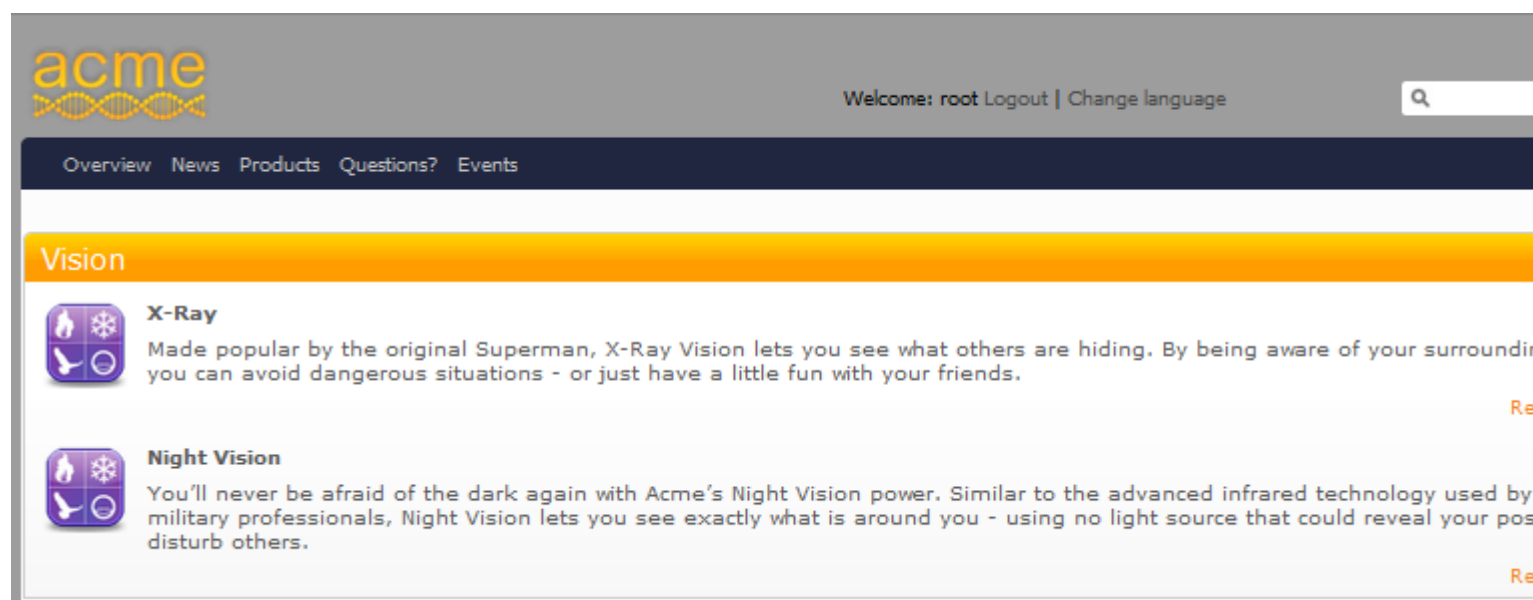 acme
Welcome: root Logout | Change language
Overview News Products Questions? Events
Vision
X-Ray
Made popular by the original Superman, X-Ray Vision lets you see what others are hiding. By being aware of your
you can avoid dangerous situations - or just have a little fun with your friends.
Night Vision
You'll never be afraid of the dark again with Acme's Night Vision power. Similar to the advanced infrared technology used by
military professionals, Night Vision lets you see exactly what is around you - using no light source that could reveal your
disturb others.